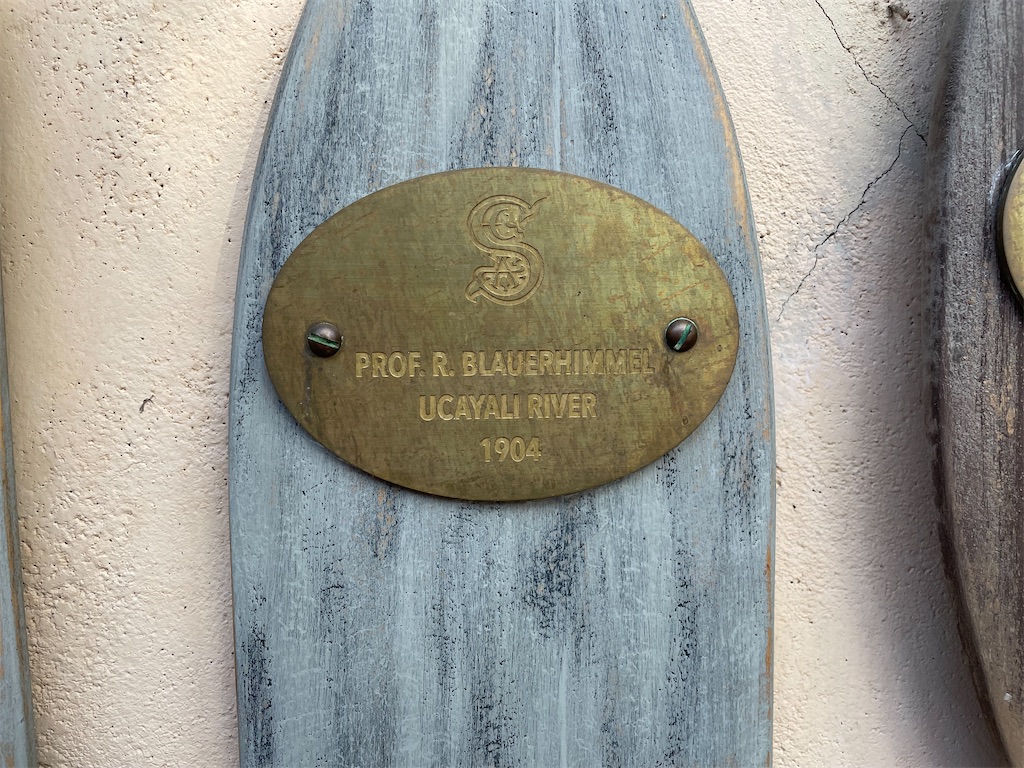 PROF. R. BLAUERHIMMEL
UCAYALI RIVER
1904